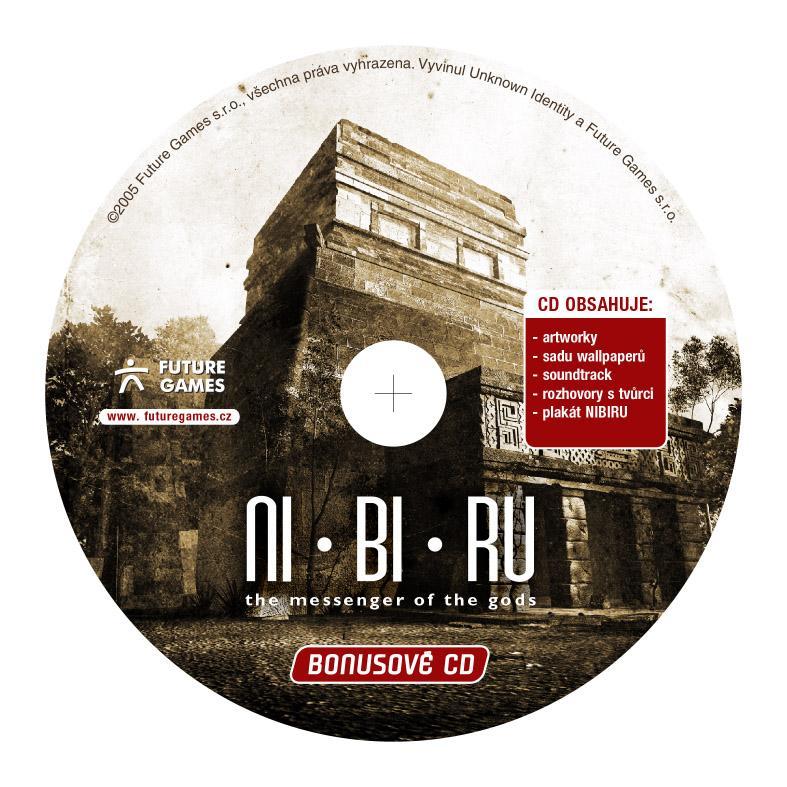 ©2005 Future Games s.r.o., všechna práva vyhrazena. Vyvinul Unknown Identity a Future Games s.r.o.
CD OBSAHUJE:
- artworky
- sadu wallpaperů
- soundtrack
- rozhovory s tvůrci
- plakát NIBIRU
FUTURE
GAMES
www. futuregames.cz
NI • BI • RU
the messenger of the gods
BONUSOVÉ CD